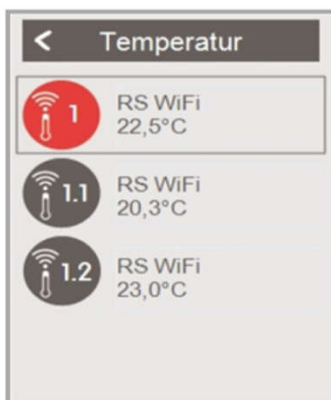 < Temperatur
1
RS WiFi
22,5°C
1.1
RS WiFi
20,3°C
1.2
RS WiFi
23,0°C